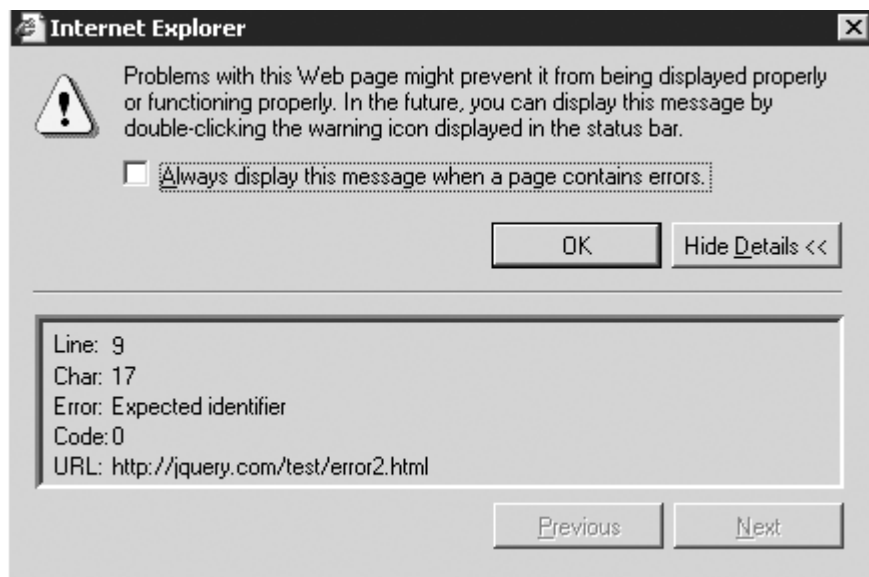 Internet Explorer
Problems with this Web page might prevent it from being displayed properly
or functioning properly. In the future, you can display this message by
double-clicking the warning icon displayed in the status bar.
Always display this message when a page contains errors.
OK
Hide Details <<
Line: 9
Char: 17
Error: Expected identifier
Code: 0
URL: http://jquery.com/test/error2.html
Previous
Next